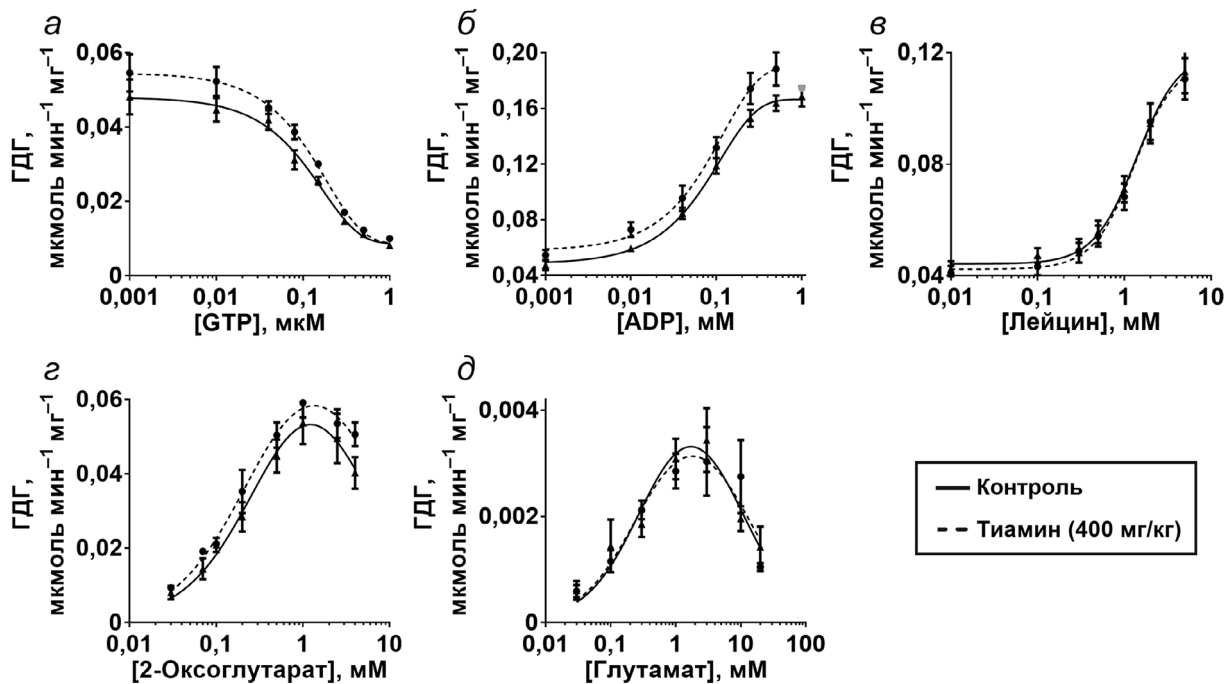 а
ГДГ,
мкмоль мин⁻¹ мг⁻¹
0,06
0,04
0,02
0
0,001
0,01
0,1
1
[GTP], мкМ
б
ГДГ,
мкмоль мин⁻¹ мг⁻¹
0,20
0,16
0,12
0,08
0,04
0,001
0,01
0,1
1
[ADP], мМ
в
ГДГ,
мкмоль мин⁻¹ мг⁻¹
0,12
0,08
0,04
0,01
0,1
1
10
[Лейцин], мМ
г
ГДГ,
мкмоль мин⁻¹ мг⁻¹
0,06
0,04
0,02
0
0,01
0,1
1
10
[2-Оксоглутарат], мМ
д
ГДГ,
мкмоль мин⁻¹ мг⁻¹
0,004
0,002
0
0,01
0,1
1
10
100
[Глутамат], мМ
Контроль
Тиамин (400 мг/кг)